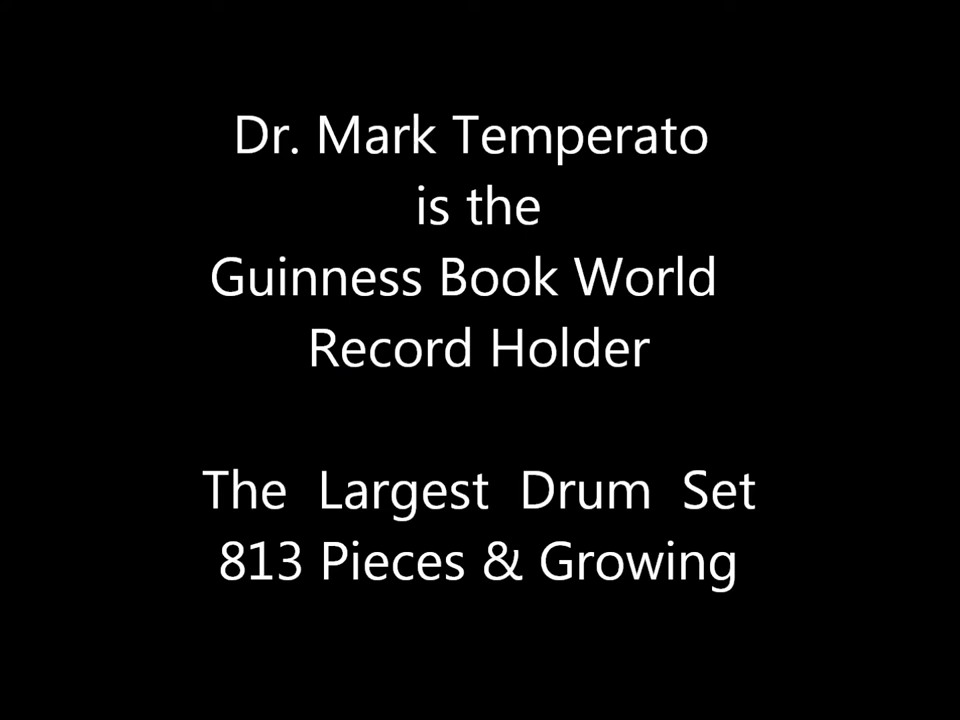 Dr. Mark Temperato
is the
Guinness Book World
Record Holder
The Largest Drum Set
813 Pieces & Growing